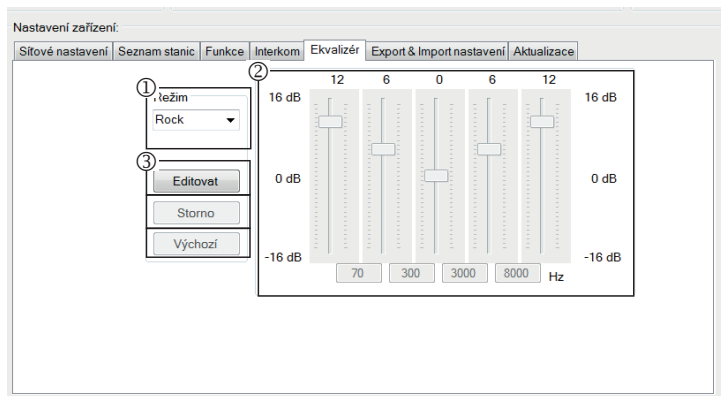 Nastavení zařízení:
Síťové nastavení Seznam stanic Funkce Interkom Ekvalizér Export & Import nastavení Aktualizace
① Režim
Rock
②
12 6 0 6 12
16 dB 16 dB
0 dB 0 dB
-16 dB -16 dB
70 300 3000 8000 Hz
③
Editovat
Storno
Výchozí